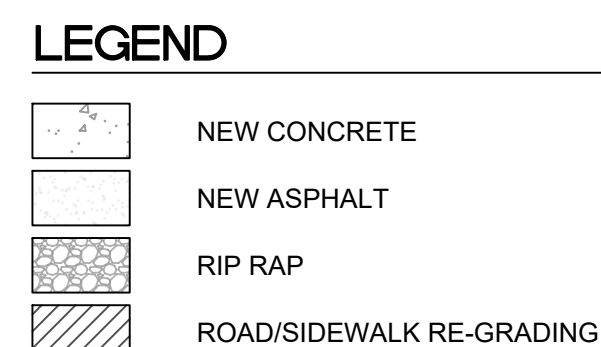 LEGEND
NEW CONCRETE
NEW ASPHALT
RIP RAP
ROAD/SIDEWALK RE-GRADING